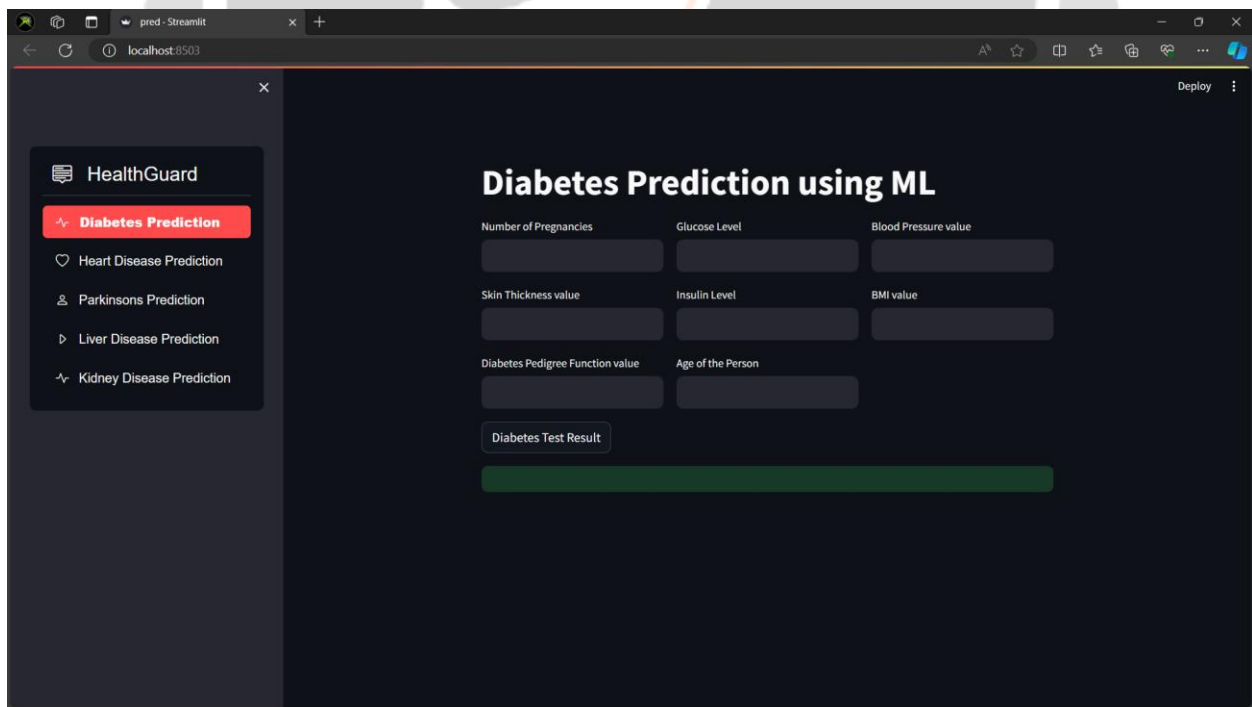 pred - Streamlit
localhost:8503
Deploy
HealthGuard
Diabetes Prediction
Heart Disease Prediction
Parkinsons Prediction
Liver Disease Prediction
Kidney Disease Prediction
Diabetes Prediction using ML
Number of Pregnancies Glucose Level Blood Pressure value
Skin Thickness value Insulin Level BMI value
Diabetes Pedigree Function value Age of the Person
Diabetes Test Result